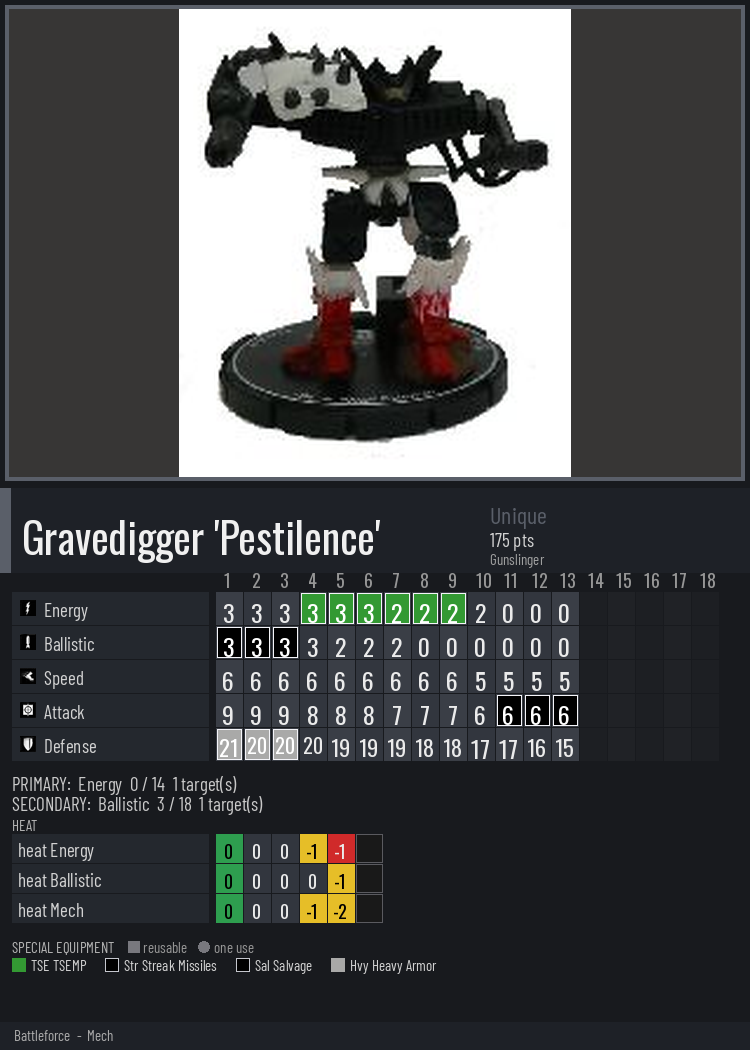 Gravedigger 'Pestilence'
Unique
175 pts
Gunslinger
1 2 3 4 5 6 7 8 9 10 11 12 13 14 15 16 17 18
Energy 3 3 3 3 3 3 2 2 2 2 0 0 0
Ballistic 3 3 3 3 2 2 2 0 0 0 0 0 0
Speed 6 6 6 6 6 6 6 6 6 5 5 5 5
Attack 9 9 9 8 8 8 7 7 7 6 6 6 6
Defense 21 20 20 20 19 19 19 18 18 17 17 16 15
PRIMARY: Energy 0 / 14 1 target(s)
SECONDARY: Ballistic 3 / 18 1 target(s)
HEAT
heat Energy 0 0 0 -1 -1
heat Ballistic 0 0 0 0 -1
heat Mech 0 0 0 -1 -2
SPECIAL EQUIPMENT reusable one use
TSE TSEMP Str Streak Missiles Sal Salvage Hvy Heavy Armor
Battleforce - Mech